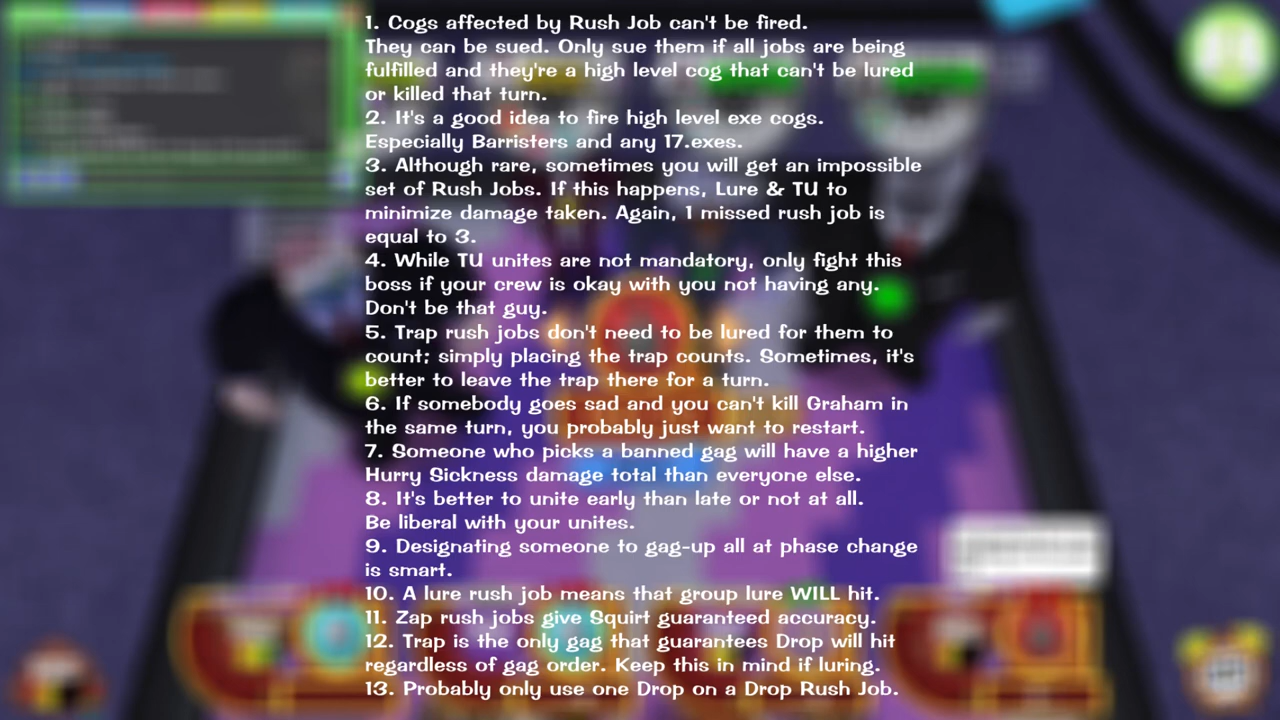 1. Cogs affected by Rush Job can't be fired.
They can be sued. Only sue them if all jobs are being
fulfilled and they're a high level cog that can't be lured
or killed that turn.
2. It's a good idea to fire high level exe cogs.
Especially Barristers and any 17.exes.
3. Although rare, sometimes you will get an impossible
set of Rush Jobs. If this happens, Lure & TU to
minimize damage taken. Again, 1 missed rush job is
equal to 3.
4. While TU unites are not mandatory, only fight this
boss if your crew is okay with you not having any.
Don't be that guy.
5. Trap rush jobs don't need to be lured for them to
count; simply placing the trap counts. Sometimes, it's
better to leave the trap there for a turn.
6. If somebody goes sad and you can't kill Graham in
the same turn, you probably just want to restart.
7. Someone who picks a banned gag will have a higher
Hurry Sickness damage total than everyone else.
8. It's better to unite early than late or not at all.
Be liberal with your unites.
9. Designating someone to gag-up all at phase change
is smart.
10. A lure rush job means that group lure WILL hit.
11. Zap rush jobs give Squirt guaranteed accuracy.
12. Trap is the only gag that guarantees Drop will hit
regardless of gag order. Keep this in mind if luring.
13. Probably only use one Drop on a Drop Rush Job.